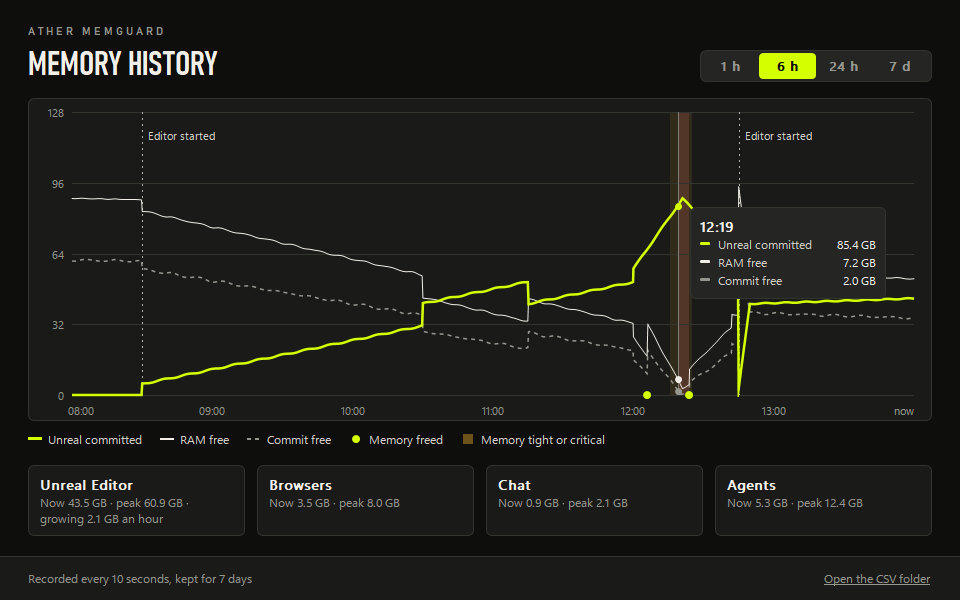 ATHER MEMGUARD
MEMORY HISTORY
1 h 6 h 24 h 7 d
128
96
64
32
0
Editor started
Editor started
12:19
Unreal committed 85.4 GB
RAM free 7.2 GB
Commit free 2.0 GB
08:00 09:00 10:00 11:00 12:00 13:00 now
Unreal committed RAM free Commit free Memory freed Memory tight or critical
Unreal Editor
Now 43.5 GB · peak 60.9 GB ·
growing 2.1 GB an hour
Browsers
Now 3.5 GB · peak 8.0 GB
Chat
Now 0.9 GB · peak 2.1 GB
Agents
Now 5.3 GB · peak 12.4 GB
Recorded every 10 seconds, kept for 7 days
Open the CSV folder